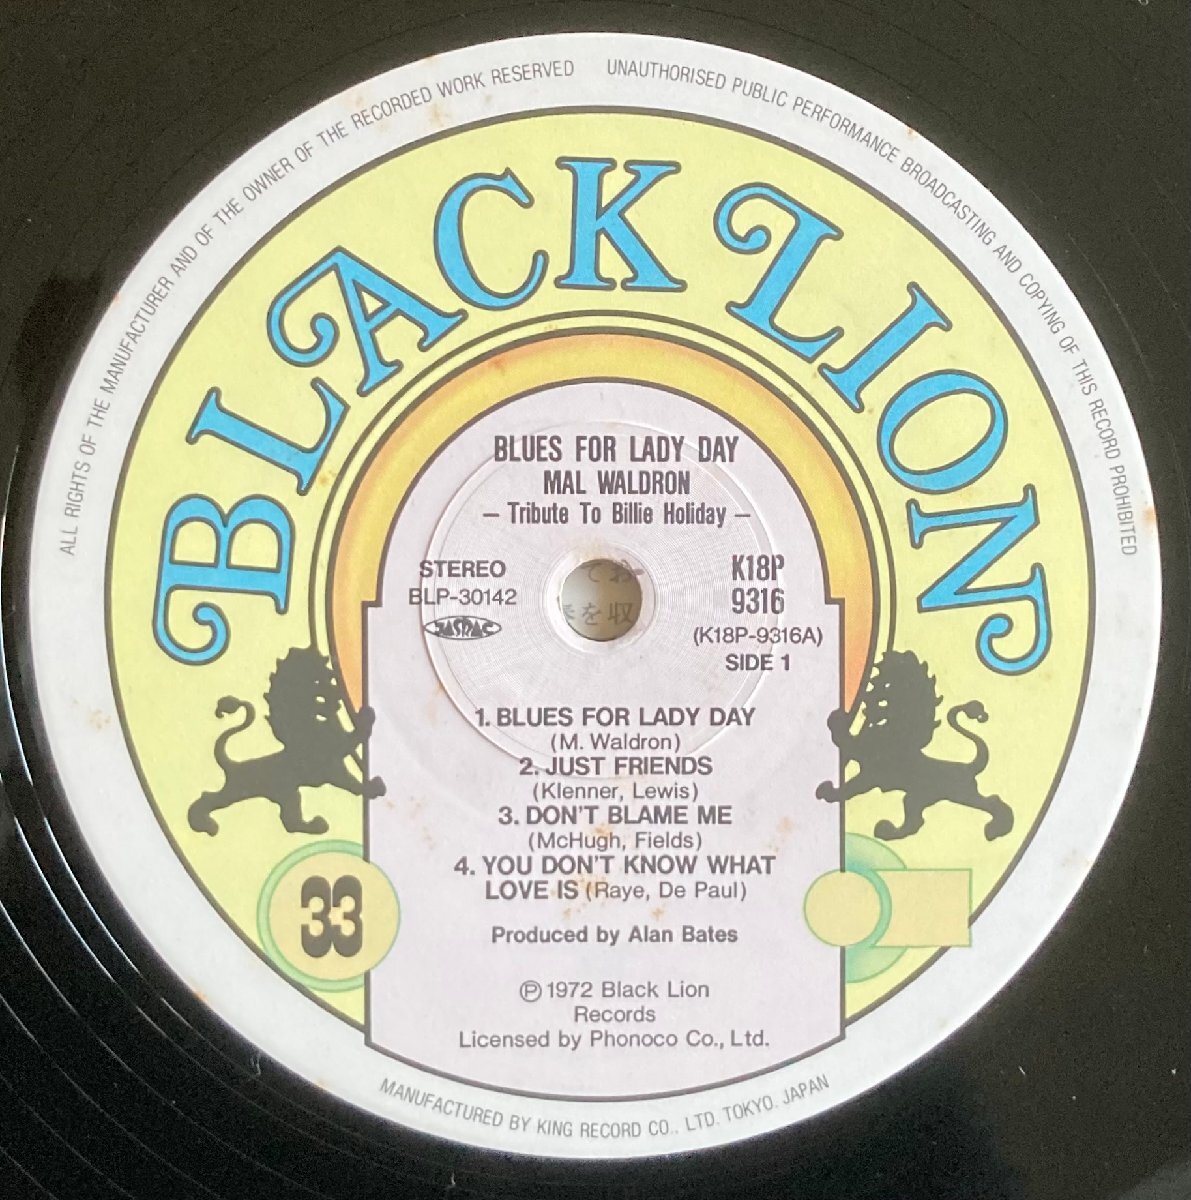 ALL RIGHTS OF THE MANUFACTURER AND OF THE OWNER OF THE RECORDED WORK RESERVED
UNAUTHORISED PUBLIC PERFORMANCE BROADCASTING AND COPYING OF THIS RECORD PROHIBITED
BLACK LION
BLUES FOR LADY DAY
MAL WALDRON
– Tribute To Billie Holiday –
STEREO
BLP-30142
JASRAC
K18P
9316
(K18P-9316A)
SIDE 1
1. BLUES FOR LADY DAY
(M. Waldron)
2. JUST FRIENDS
(Klenner, Lewis)
3. DON'T BLAME ME
(McHugh, Fields)
4. YOU DON'T KNOW WHAT
LOVE IS (Raye, De Paul)
Produced by Alan Bates
℗ 1972 Black Lion
Records
Licensed by Phonoco Co., Ltd.
33
MANUFACTURED BY KING RECORD CO., LTD. TOKYO. JAPAN